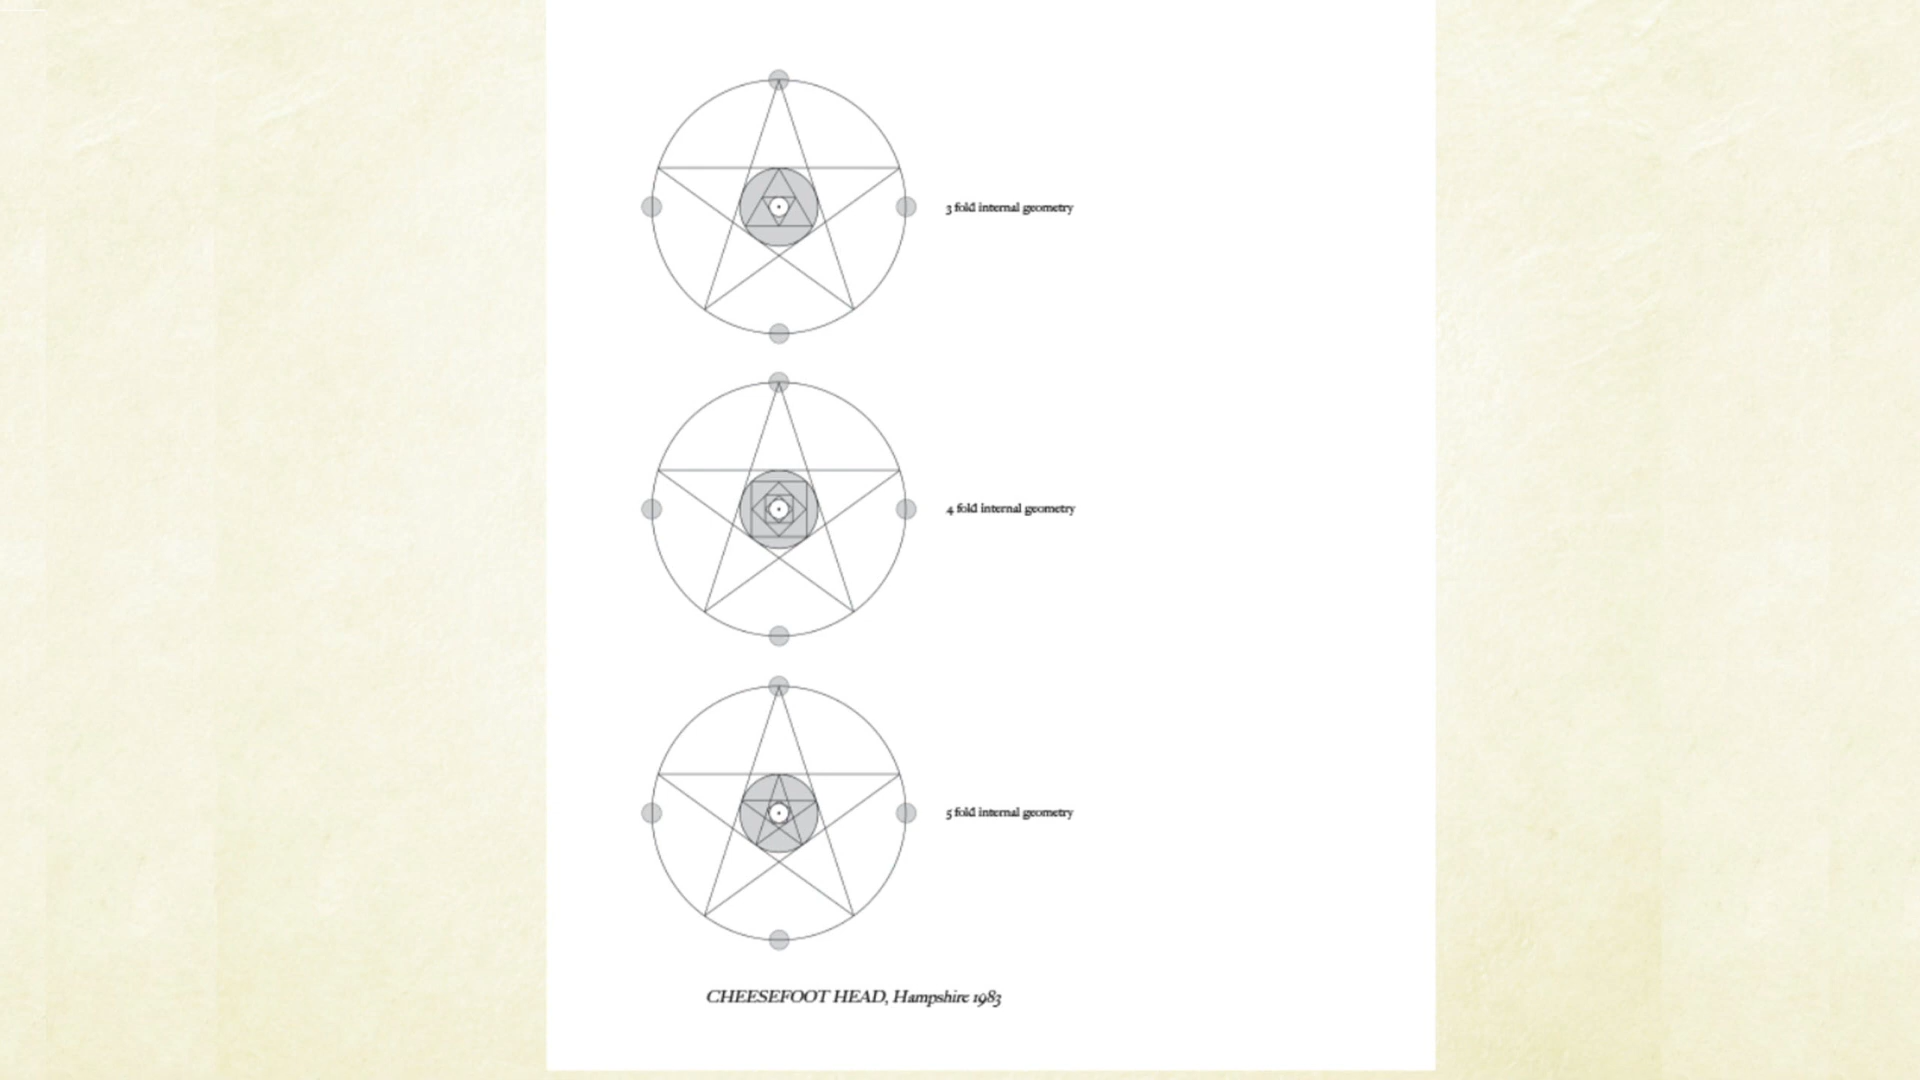 3 fold internal geometry
4 fold internal geometry
5 fold internal geometry
CHEESEFOOT HEAD, Hampshire 1983